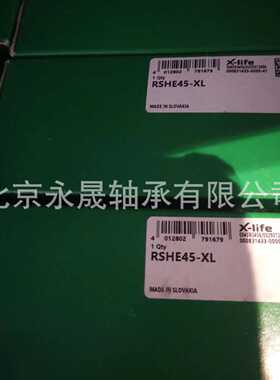 X-life
4 012802 791679
1 Qty
RSHE45-XL
MADE IN SLOVAKIA
北京永晟轴承有限公司
X-life
4 012802 791679
1 Qty
RSHE45-XL
MADE IN SLOVAKIA